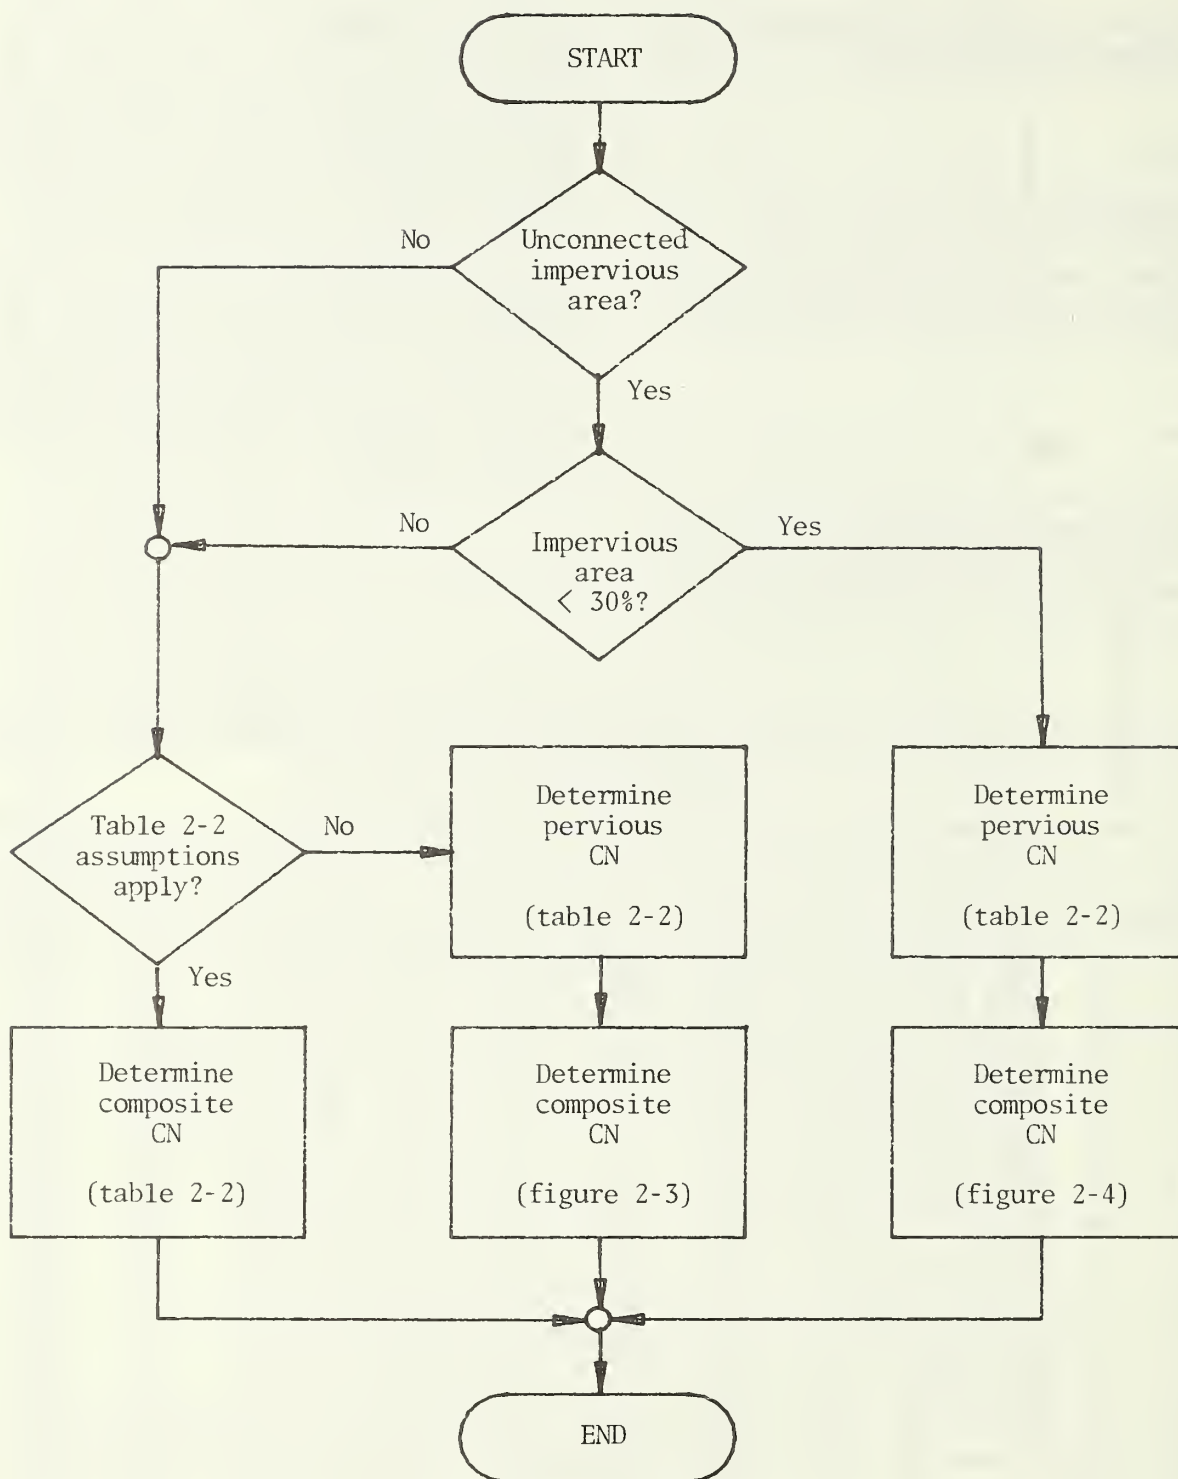 START
No
Unconnected
impervious
area?
Yes
No
Impervious
area
< 30%?
Yes
Table 2-2
assumptions
apply?
No
Yes
Determine
pervious
CN
(table 2-2)
Determine
pervious
CN
(table 2-2)
Determine
composite
CN
(table 2-2)
Determine
composite
CN
(figure 2-3)
Determine
composite
CN
(figure 2-4)
END